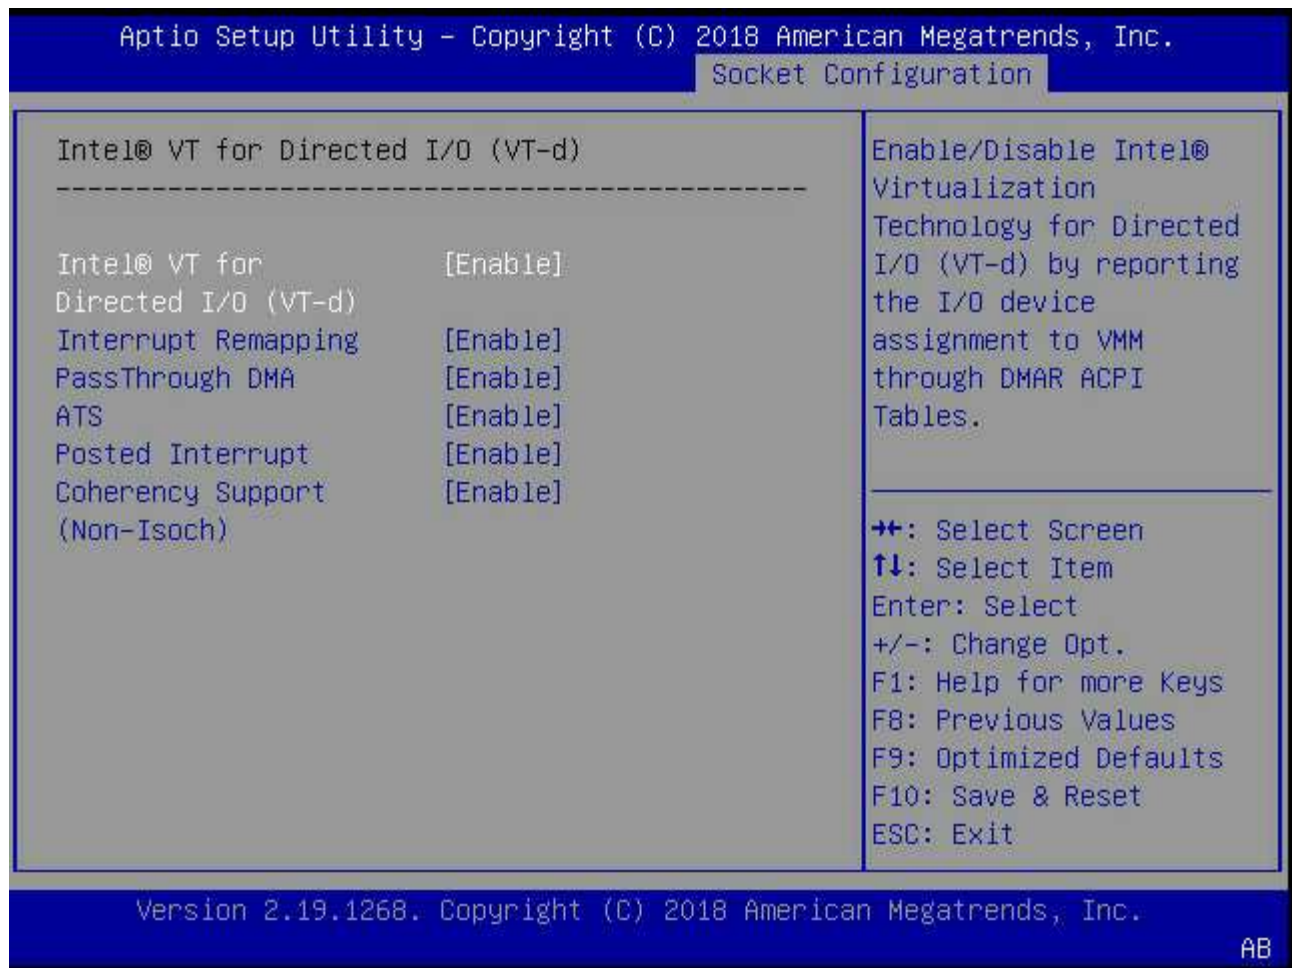 Aptio Setup Utility – Copyright (C) 2018 American Megatrends, Inc.
Socket Configuration
Intel® VT for Directed I/O (VT-d)
-----------------------------------------------
Intel® VT for [Enable]
Directed I/O (VT-d)
Interrupt Remapping [Enable]
PassThrough DMA [Enable]
ATS [Enable]
Posted Interrupt [Enable]
Coherency Support [Enable]
(Non-Isoch)
Enable/Disable Intel®
Virtualization
Technology for Directed
I/O (VT-d) by reporting
the I/O device
assignment to VMM
through DMAR ACPI
Tables.
→←: Select Screen
↑↓: Select Item
Enter: Select
+/-: Change Opt.
F1: Help for more Keys
F8: Previous Values
F9: Optimized Defaults
F10: Save & Reset
ESC: Exit
Version 2.19.1268. Copyright (C) 2018 American Megatrends, Inc.
AB